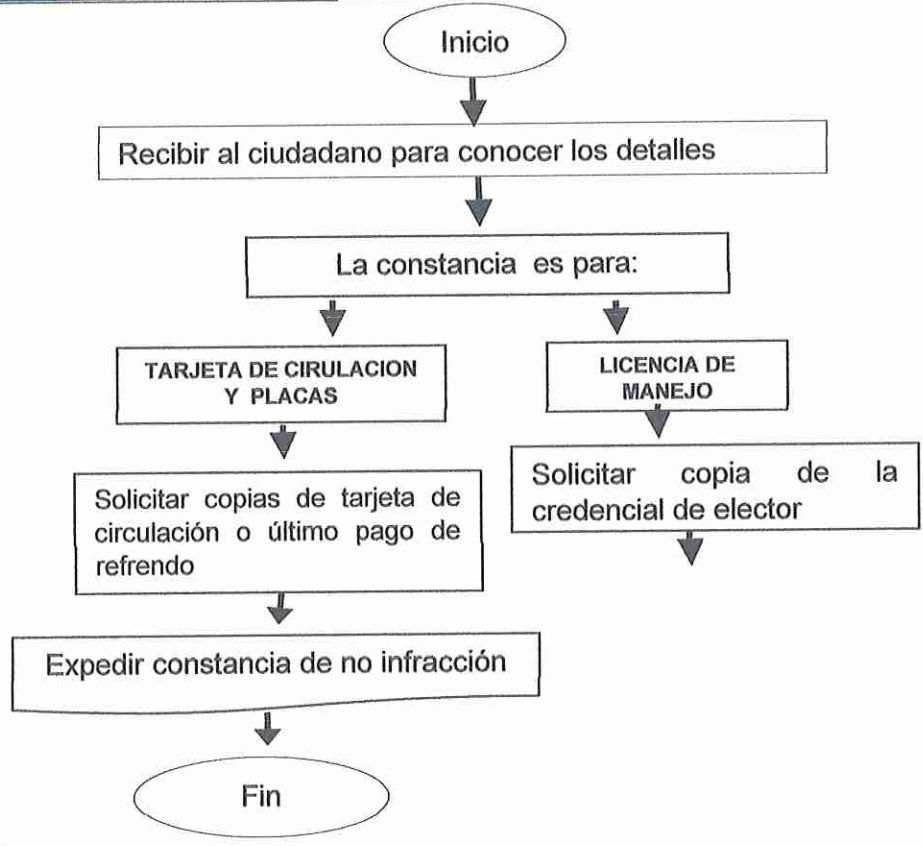 Inicio
Recibir al ciudadano para conocer los detalles
La constancia es para:
TARJETA DE CIRULACION
Y PLACAS
LICENCIA DE
MANEJO
Solicitar copias de tarjeta de
circulación o último pago de
refrendo
Solicitar copia de la
credencial de elector
Expedir constancia de no infracción
Fin